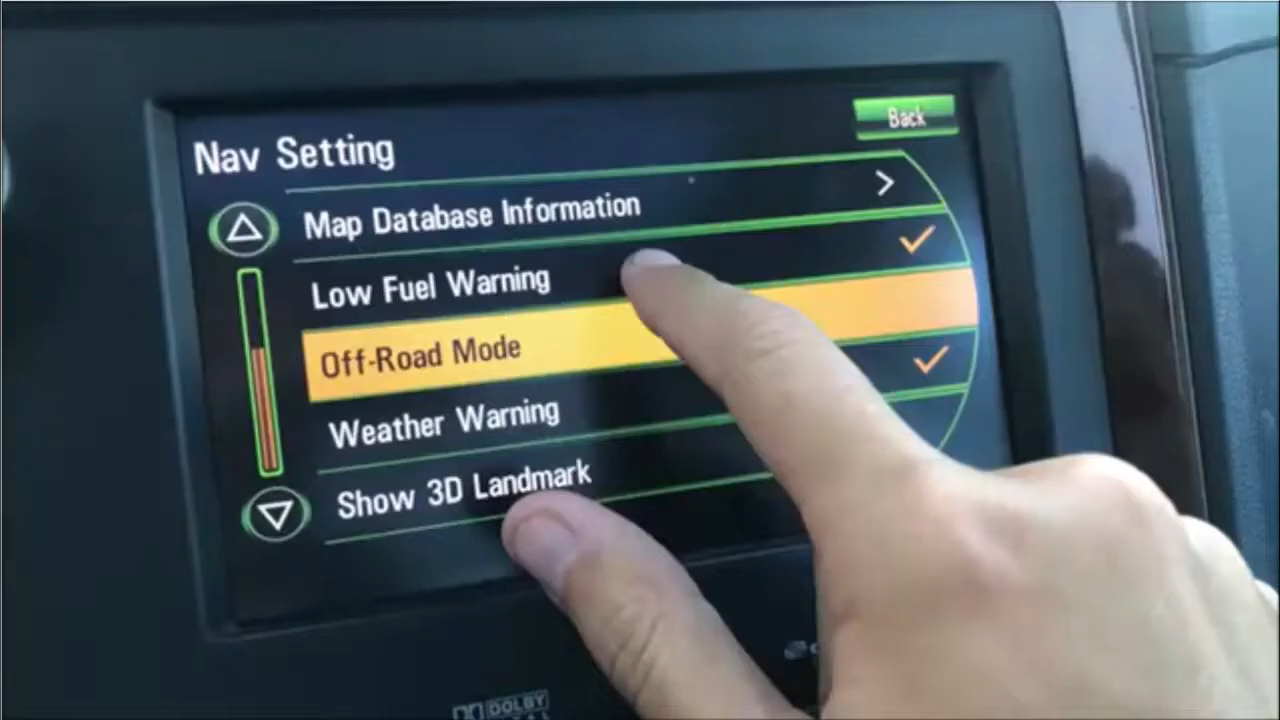 Back
Nav Setting
Map Database Information
Low Fuel Warning
Off-Road Mode
Weather Warning
Show 3D Landmark
DOLBY